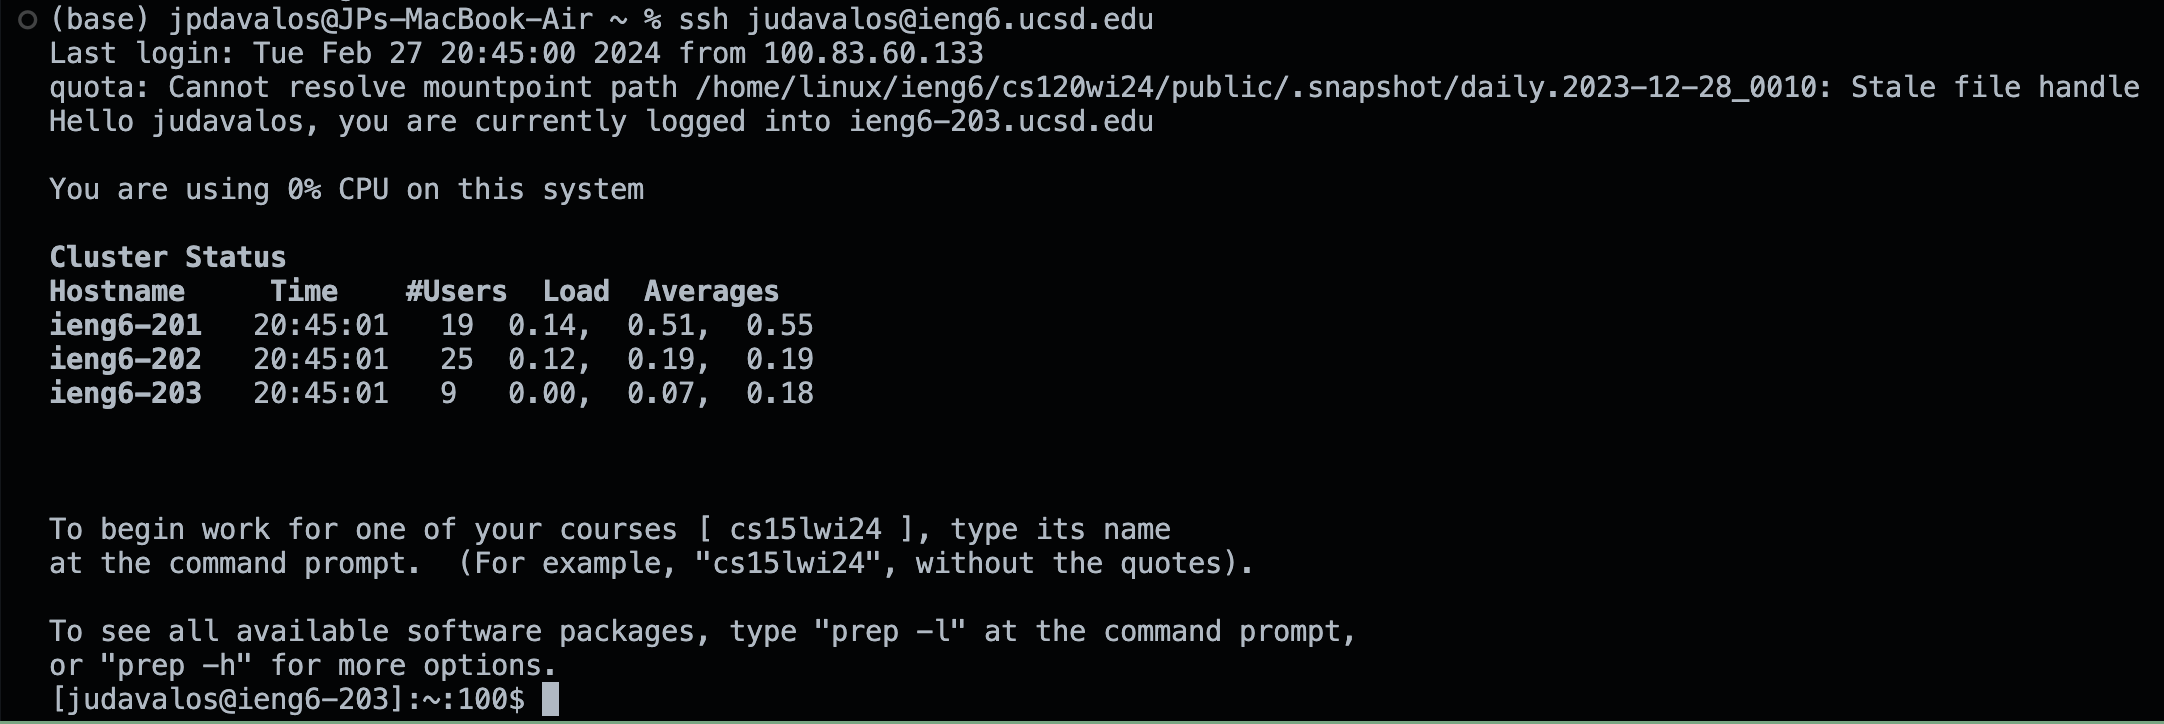 (base) jpdavalos@JPs-MacBook-Air ~ % ssh judavalos@ieng6.ucsd.edu
Last login: Tue Feb 27 20:45:00 2024 from 100.83.60.133
quota: Cannot resolve mountpoint path /home/linux/ieng6/cs120wi24/public/.snapshot/daily.2023-12-28_0010: Stale file handle
Hello judavalos, you are currently logged into ieng6-203.ucsd.edu
You are using 0% CPU on this system
Cluster Status
Hostname     Time    #Users  Load  Averages
ieng6-201   20:45:01   19  0.14,  0.51,  0.55
ieng6-202   20:45:01   25  0.12,  0.19,  0.19
ieng6-203   20:45:01   9   0.00,  0.07,  0.18
To begin work for one of your courses [ cs15lwi24 ], type its name
at the command prompt.  (For example, "cs15lwi24", without the quotes).
To see all available software packages, type "prep -l" at the command prompt,
or "prep -h" for more options.
[judavalos@ieng6-203]:~:100$